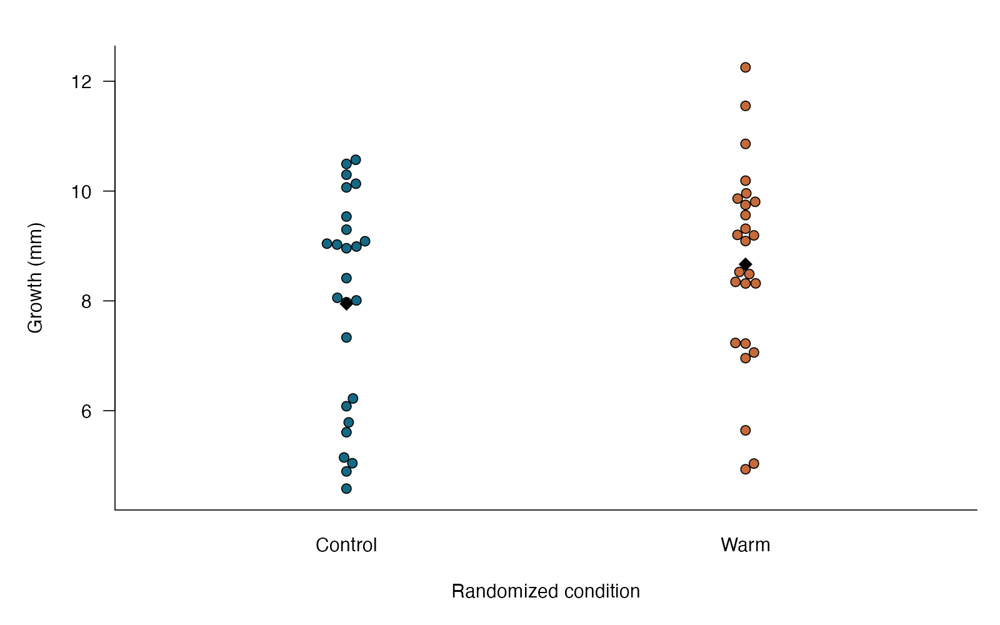 Growth (mm)
12
10
8
6
Control
Warm
Randomized condition